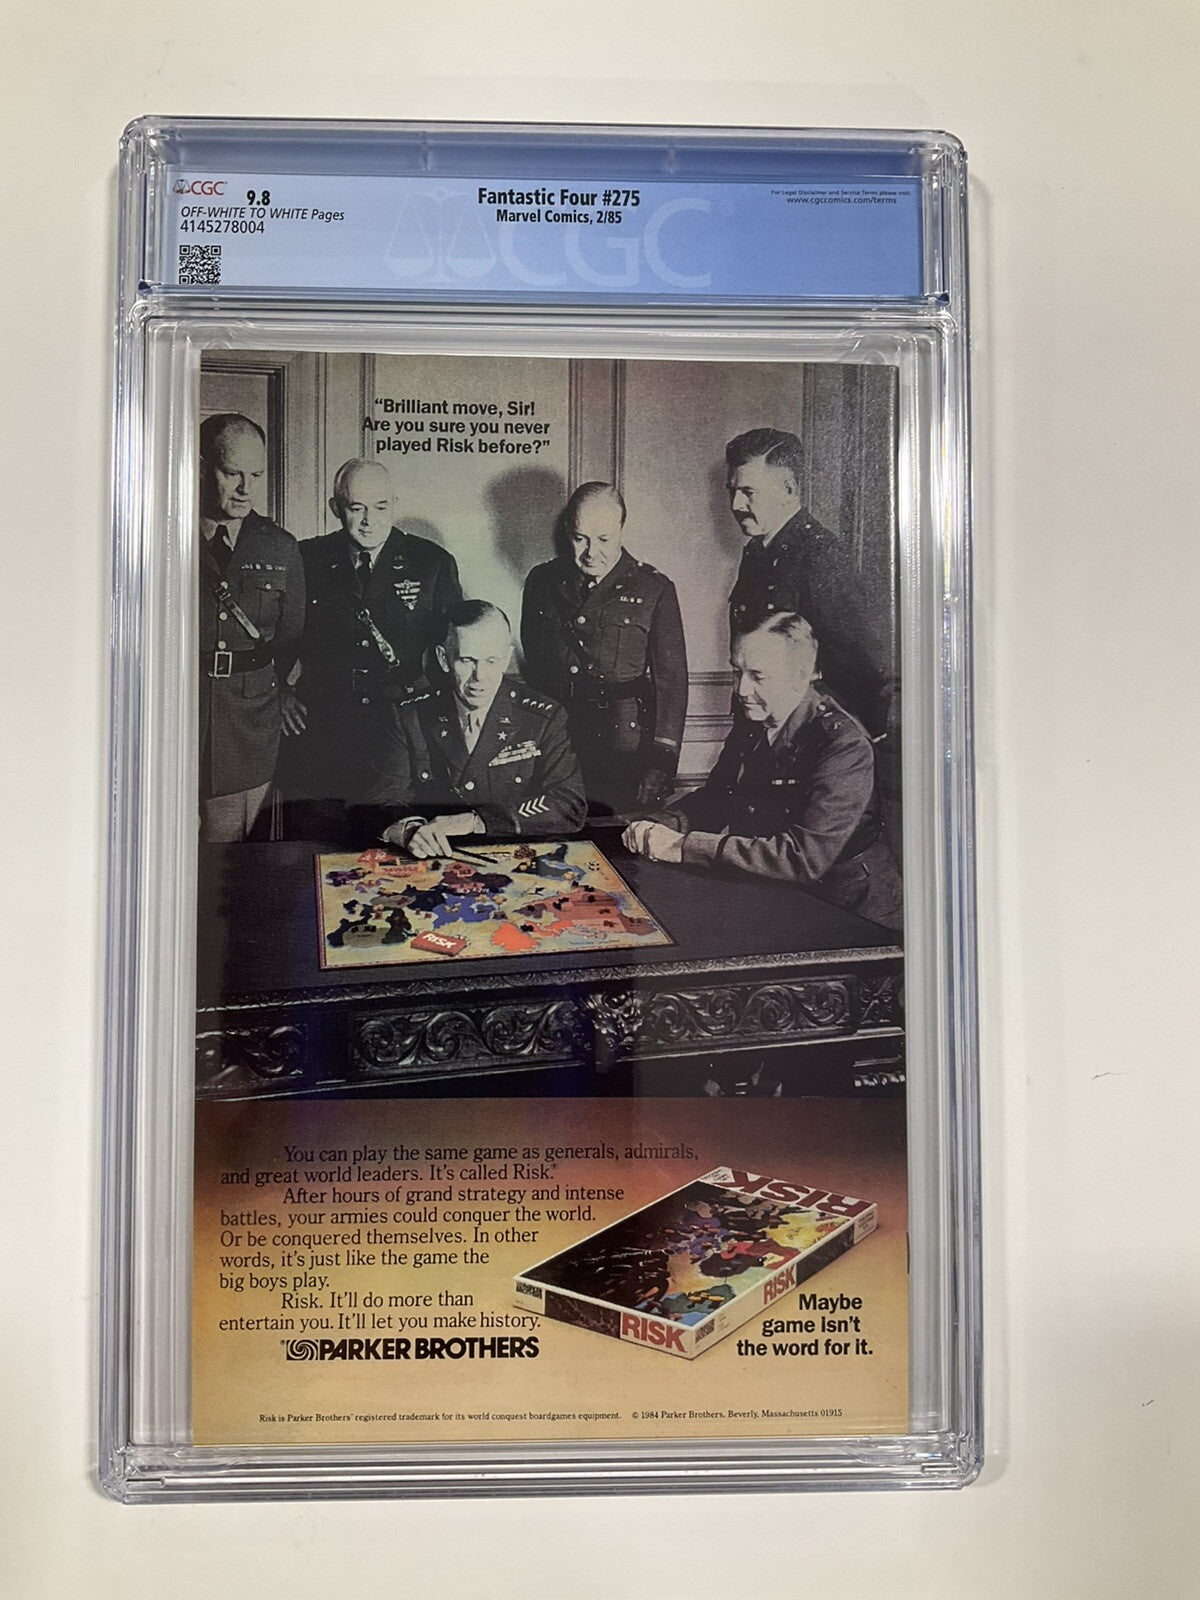 CGC 9.8
OFF-WHITE TO WHITE Pages
4145278004
Fantastic Four #275
Marvel Comics, 2/85
For Legal Disclaimer and Service Terms please visit
www.cgccomics.com/terms
CGC
"Brilliant move, Sir!
Are you sure you never
played Risk before?"
RISK
You can play the same game as generals, admirals,
and great world leaders. It's called Risk.®
After hours of grand strategy and intense
battles, your armies could conquer the world.
Or be conquered themselves. In other
words, it's just like the game the
big boys play.
Risk. It'll do more than
entertain you. It'll let you make history.
PARKER BROTHERS
RISK
RISK
RISK
Maybe
game isn't
the word for it.
Risk is Parker Brothers' registered trademark for its world conquest boardgames equipment. © 1984 Parker Brothers, Beverly, Massachusetts 01915